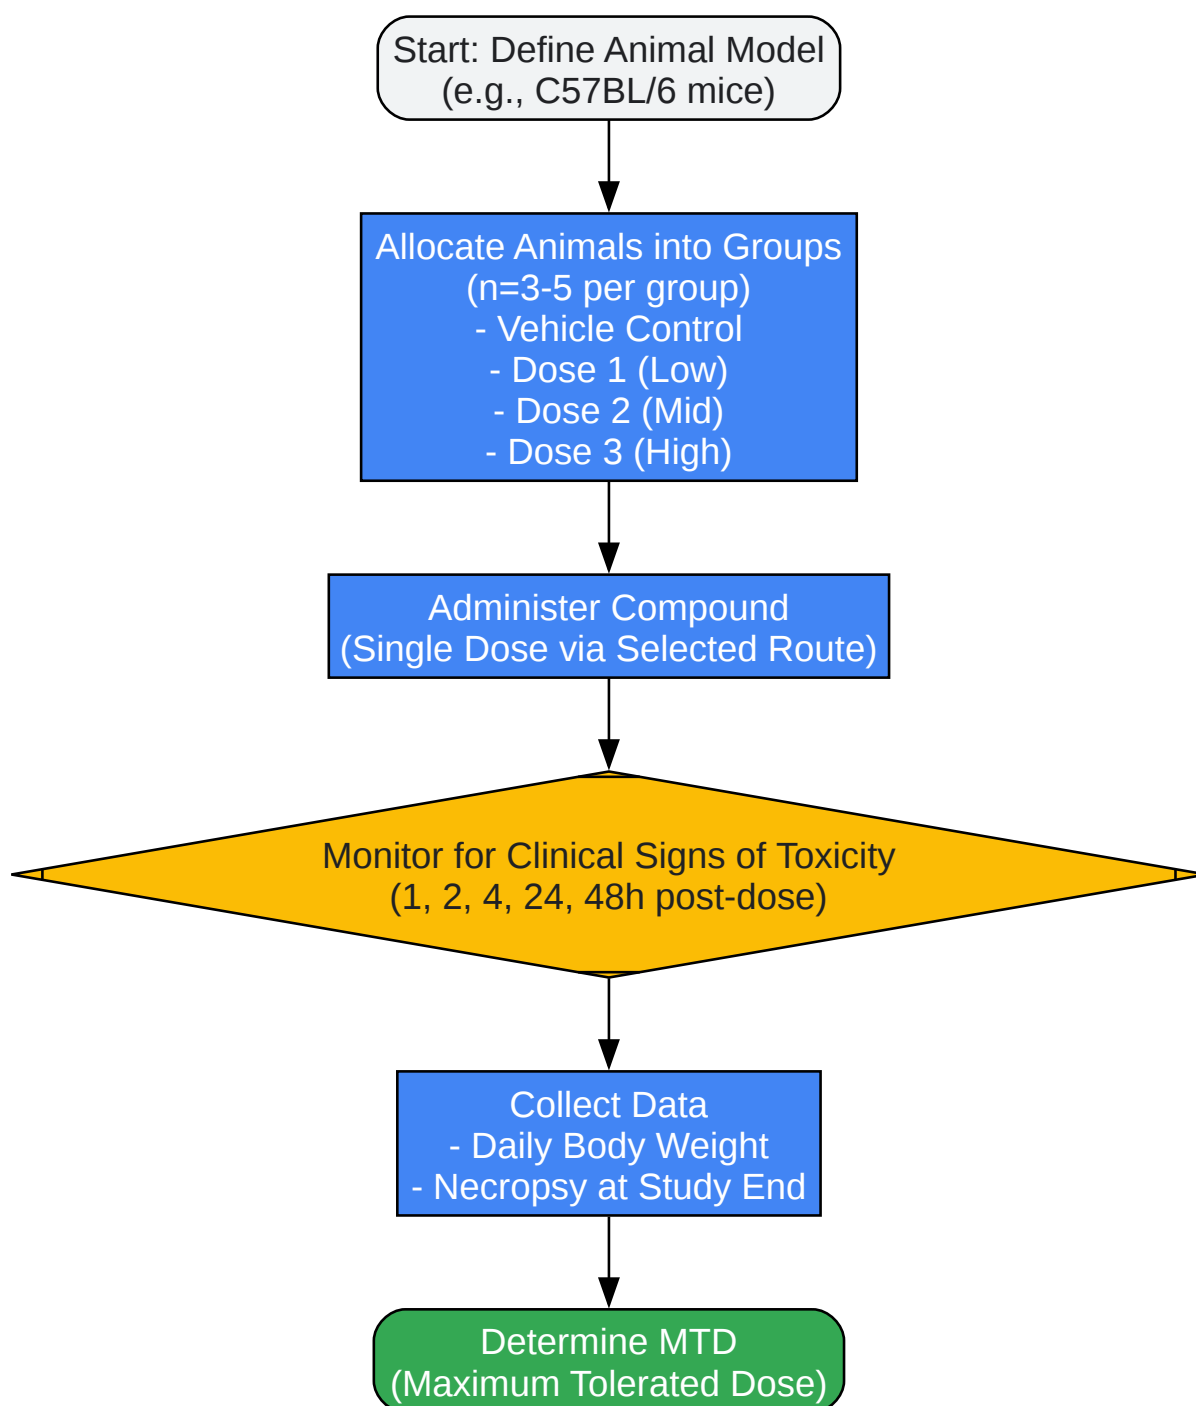 Start: Define Animal Model
(e.g., C57BL/6 mice)
Allocate Animals into Groups
(n=3-5 per group)
- Vehicle Control
- Dose 1 (Low)
- Dose 2 (Mid)
- Dose 3 (High)
Administer Compound
(Single Dose via Selected Route)
Monitor for Clinical Signs of Toxicity
(1, 2, 4, 24, 48h post-dose)
Collect Data
- Daily Body Weight
- Necropsy at Study End
Determine MTD
(Maximum Tolerated Dose)